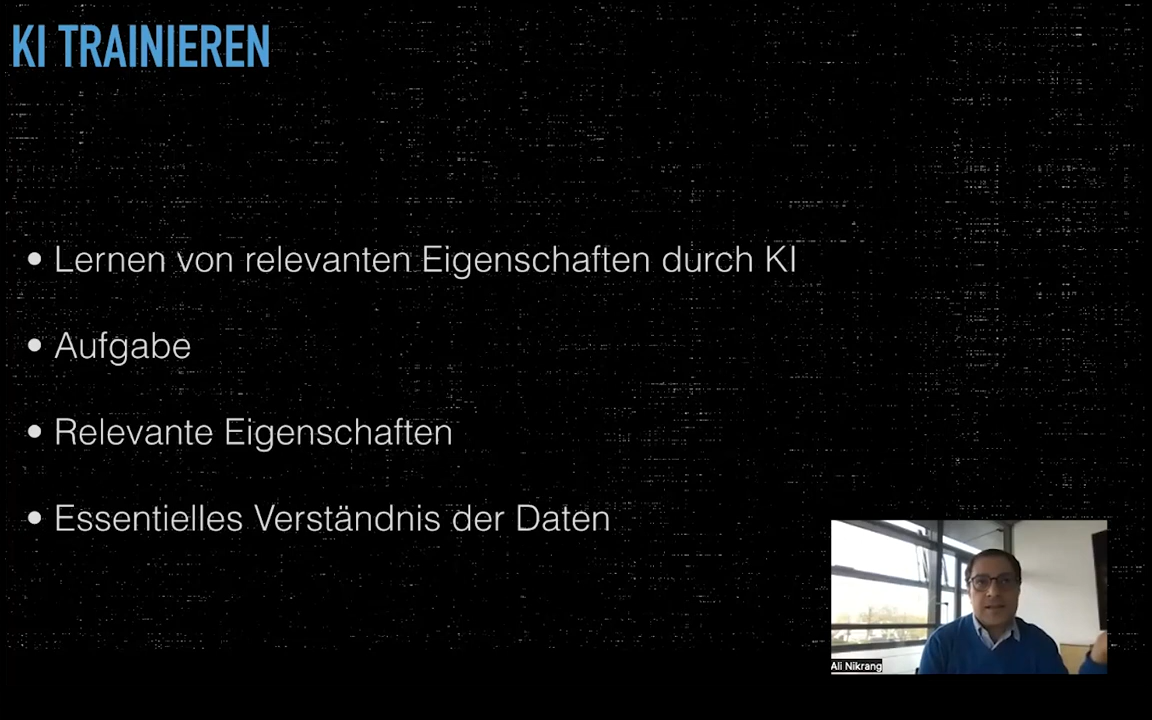 KI TRAINIEREN
• Lernen von relevanten Eigenschaften durch KI
• Aufgabe
• Relevante Eigenschaften
• Essentielles Verständnis der Daten
Ali Nikrang